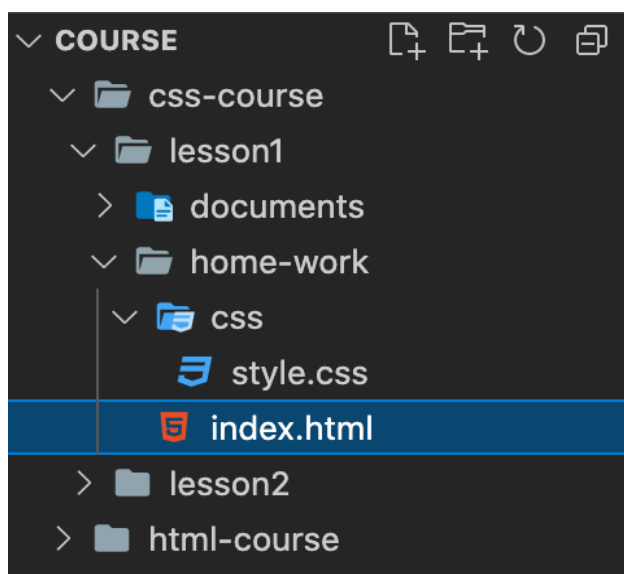 COURSE
css-course
lesson1
documents
home-work
css
style.css
index.html
lesson2
html-course